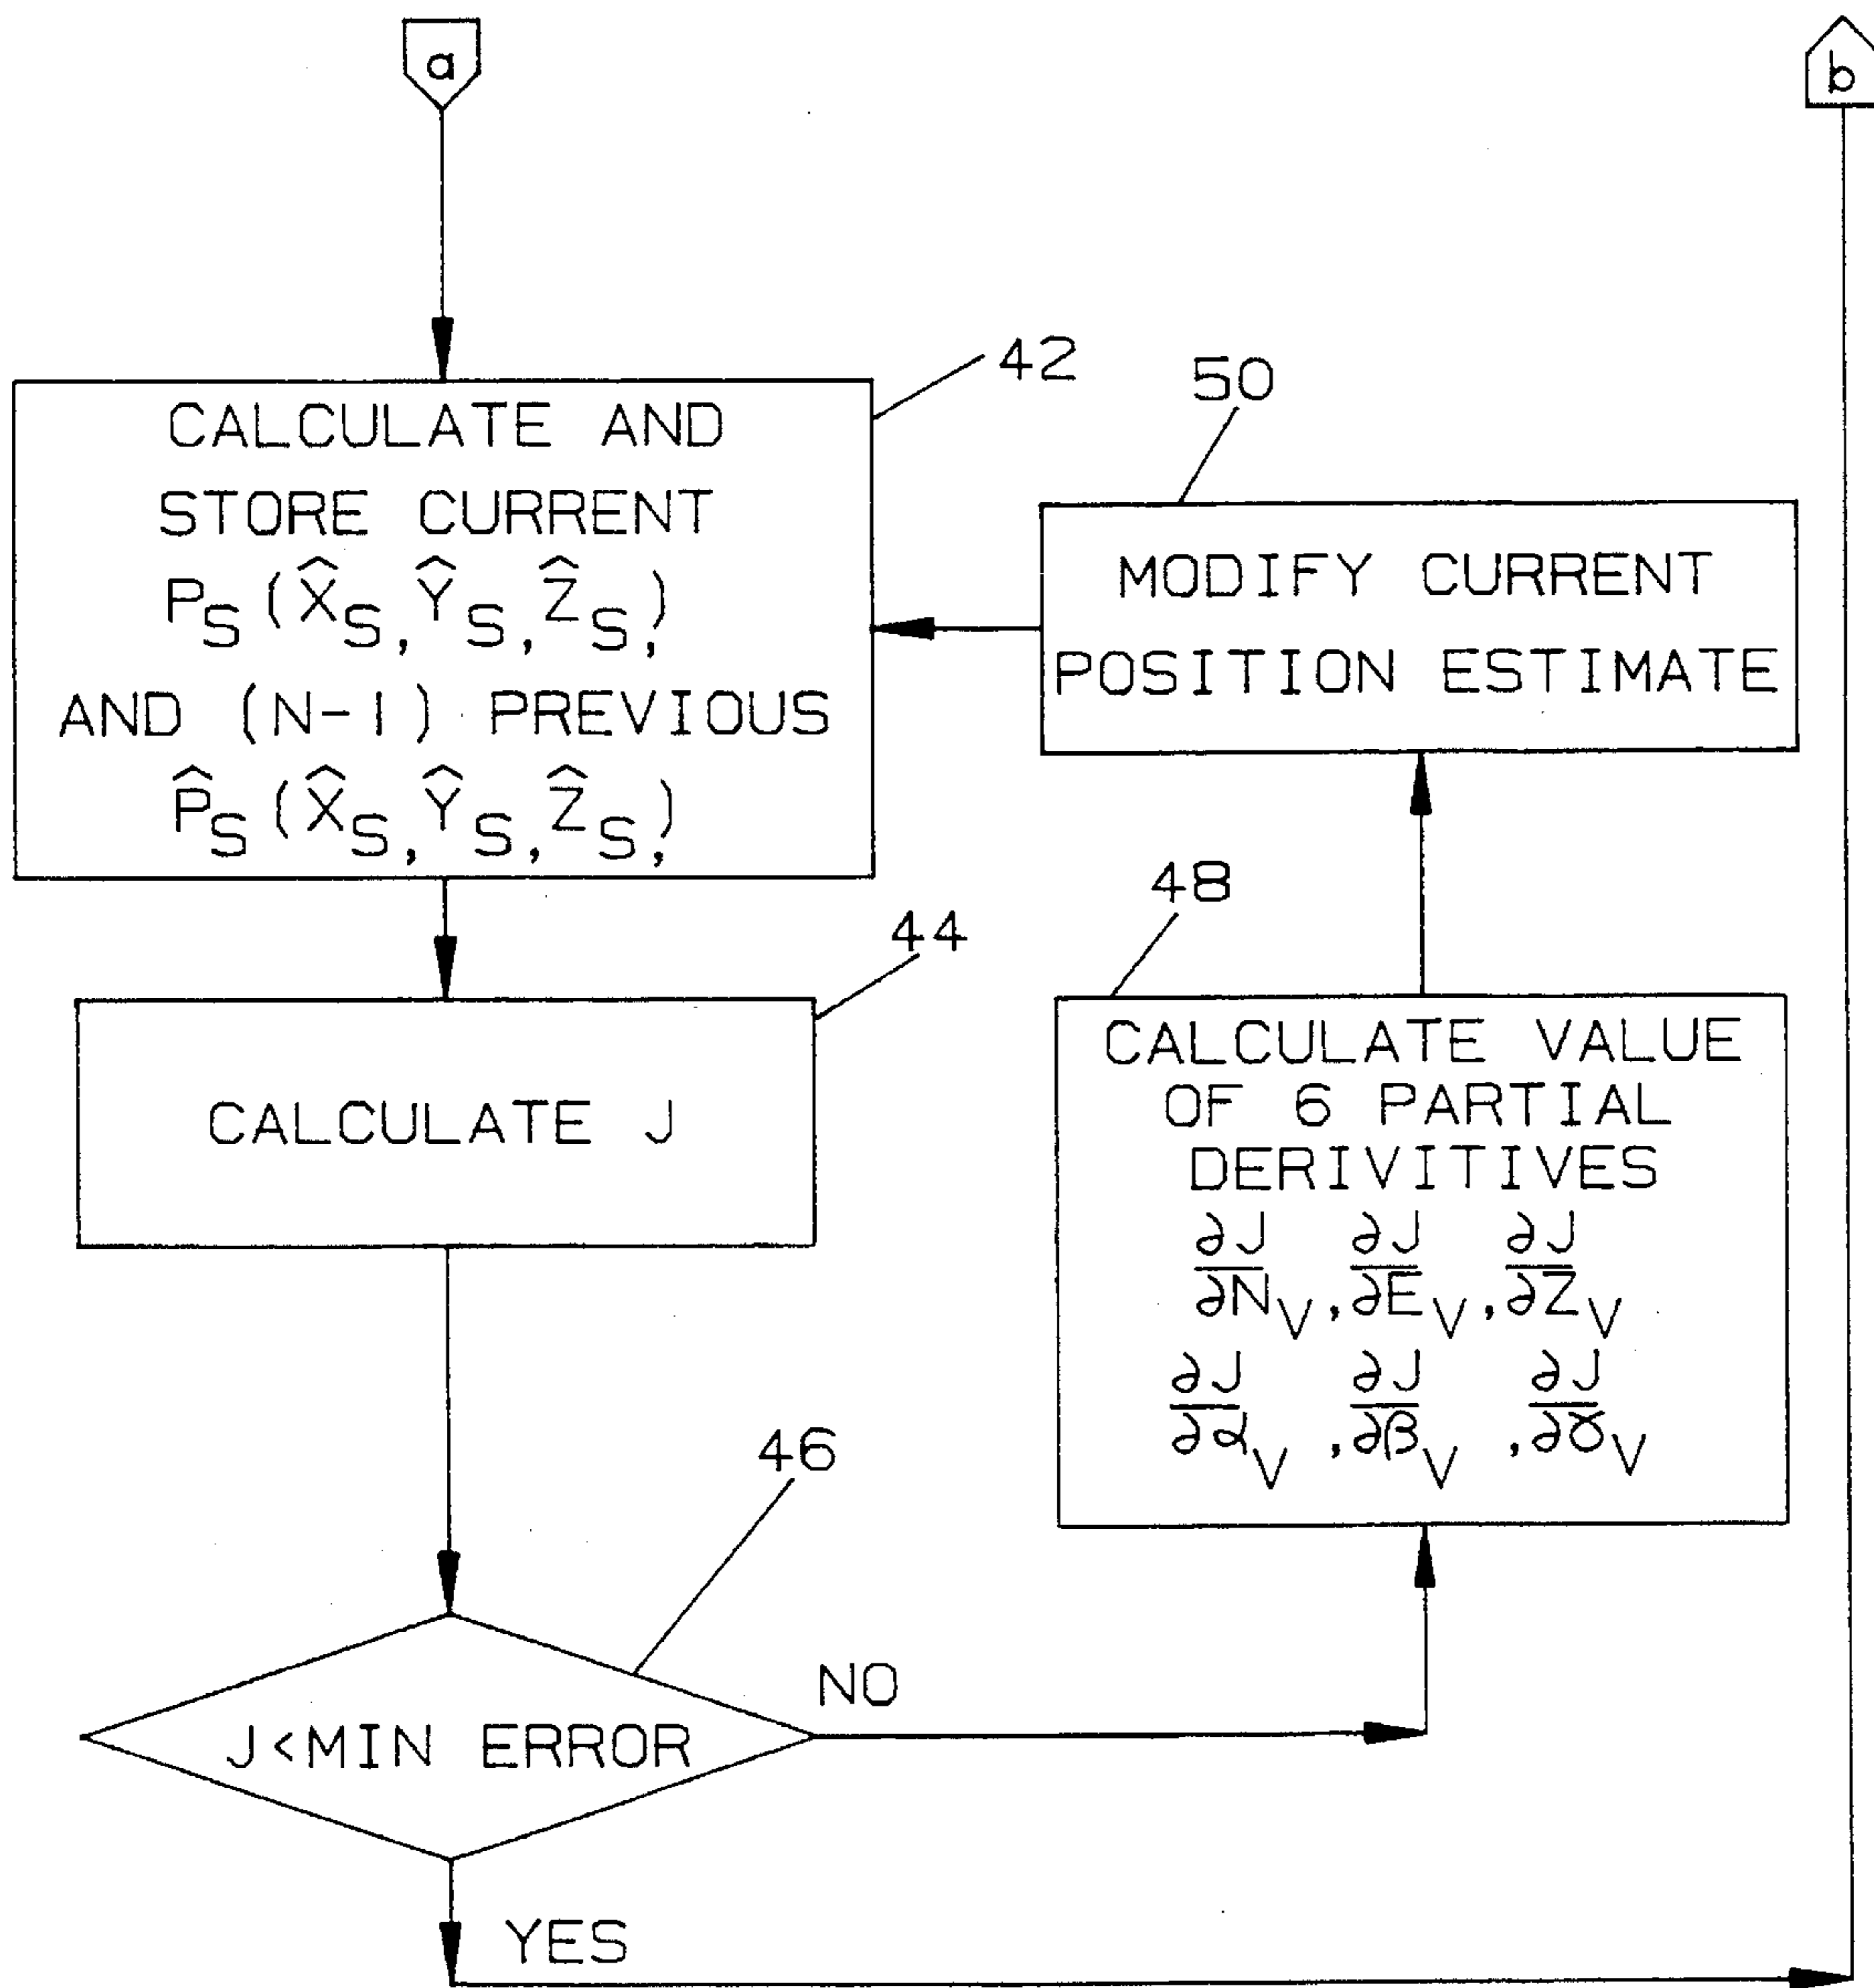 a
b
42
CALCULATE AND
STORE CURRENT
P_S (X̂_S, Ŷ_S, Ẑ_S,)
AND (N-1) PREVIOUS
P̂_S (X̂_S, Ŷ_S, Ẑ_S,)
50
MODIFY CURRENT
POSITION ESTIMATE
44
CALCULATE J
48
CALCULATE VALUE
OF 6 PARTIAL
DERIVITIVES
∂J ∂J ∂J
∂N_V, ∂E_V, ∂Z_V
∂J ∂J ∂J
∂α_V, ∂β_V, ∂γ_V
46
J<MIN ERROR
NO
YES